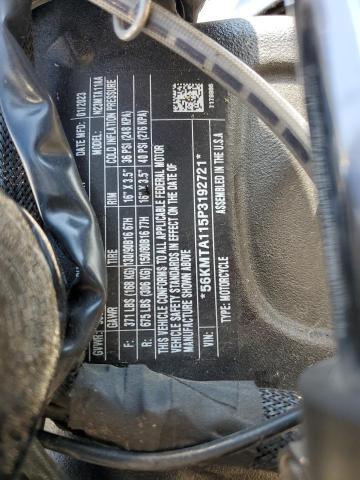 DATE MFD: 01/2023
GVWR: MODEL: N23MTA11AA
GAWR TIRE RIM COLD INFLATION PRESSURE
F: 371 LBS (168 KG) 130/90B16 67H 16" X 3.5" 36 PSI (248 KPA)
R: 675 LBS (306 KG) 150/80B16 77H 16" X 3.5" 40 PSI (276 KPA)
THIS VEHICLE CONFORMS TO ALL APPLICABLE FEDERAL MOTOR
VEHICLE SAFETY STANDARDS IN EFFECT ON THE DATE OF
MANUFACTURE SHOWN ABOVE
VIN: *56KMTA115P3192721*
TYPE: MOTORCYCLE ASSEMBLED IN THE U.S.A